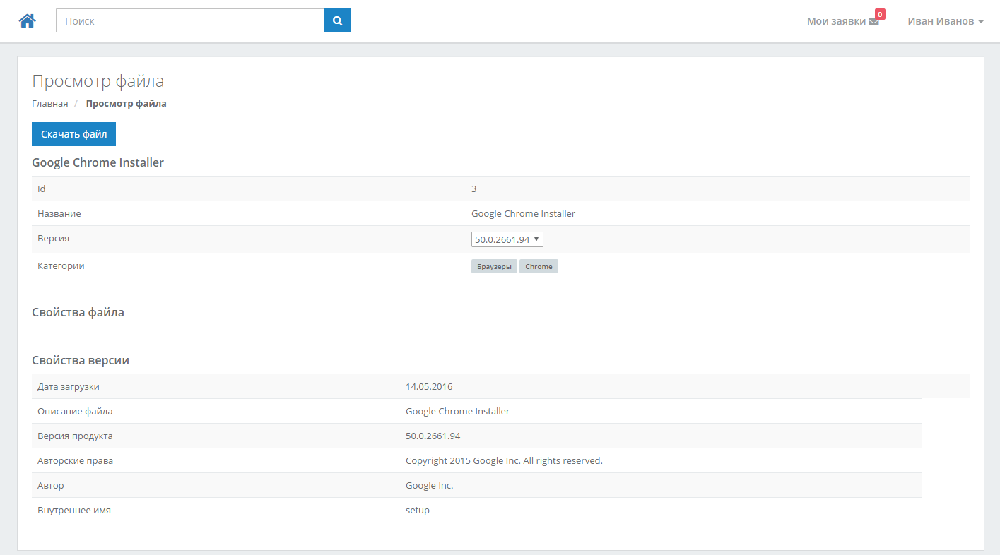 Поиск
Мои заявки 0 Иван Иванов
Просмотр файла
Главная / Просмотр файла
Скачать файл
Google Chrome Installer
Id 3
Название Google Chrome Installer
Версия 50.0.2661.94
Категории Браузеры Chrome
Свойства файла
Свойства версии
Дата загрузки 14.05.2016
Описание файла Google Chrome Installer
Версия продукта 50.0.2661.94
Авторские права Copyright 2015 Google Inc. All rights reserved.
Автор Google Inc.
Внутреннее имя setup